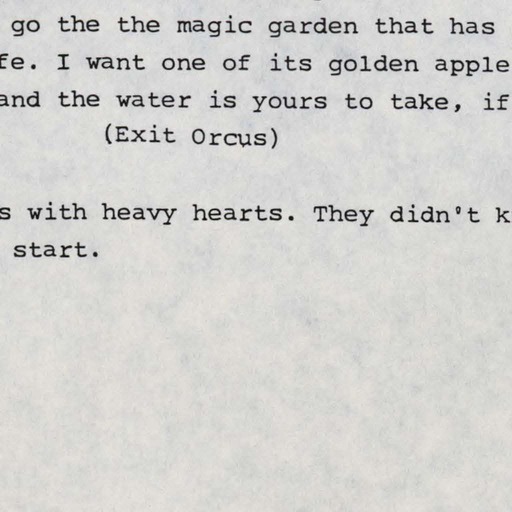 go the the magic garden that has
fe. I want one of its golden apple
and the water is yours to take, if
(Exit Orcus)
s with heavy hearts. They didn't k
start.